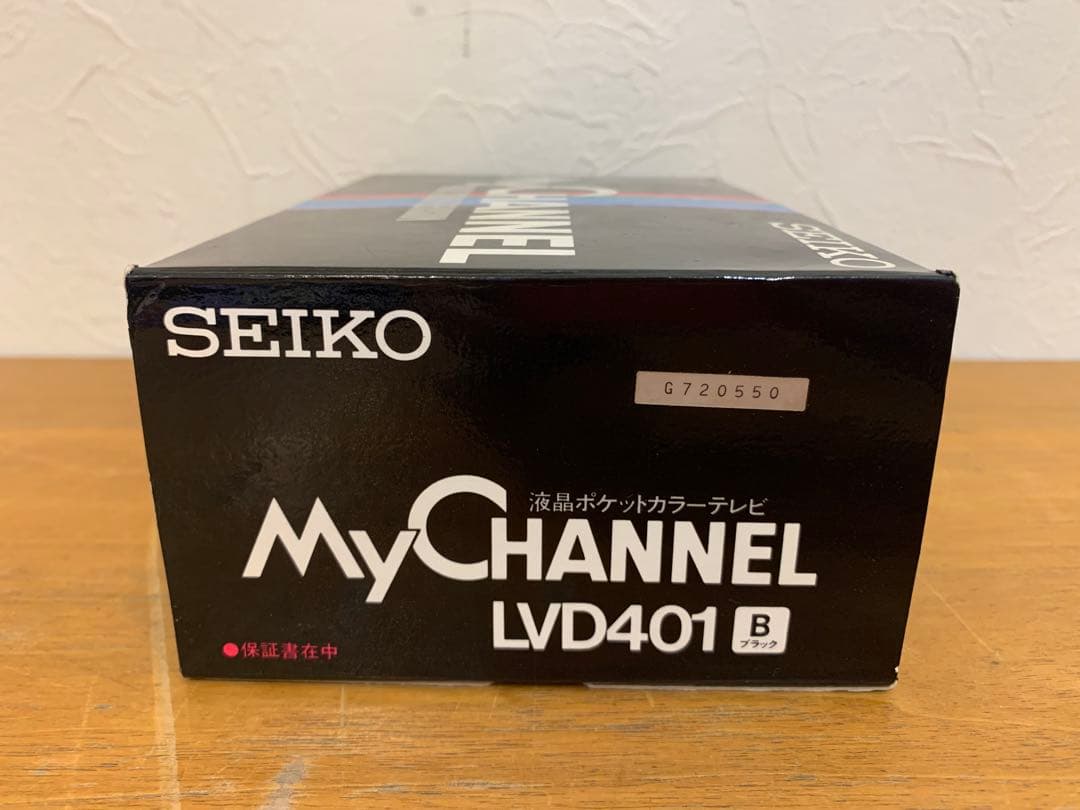 CHANNEL
SEIKO
SEIKO
G720550
液晶ポケットカラーテレビ
MyCHANNEL
LVD401 B
ブラック
●保証書在中